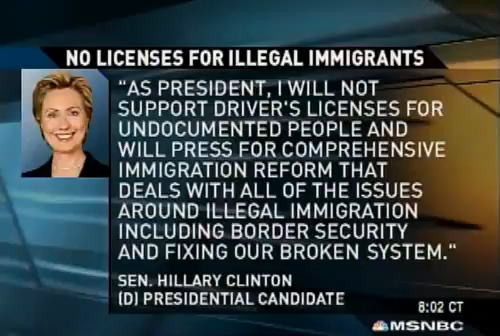 NO LICENSES FOR ILLEGAL IMMIGRANTS
"AS PRESIDENT, I WILL NOT
SUPPORT DRIVER'S LICENSES FOR
UNDOCUMENTED PEOPLE AND
WILL PRESS FOR COMPREHENSIVE
IMMIGRATION REFORM THAT
DEALS WITH ALL OF THE ISSUES
AROUND ILLEGAL IMMIGRATION
INCLUDING BORDER SECURITY
AND FIXING OUR BROKEN SYSTEM."
SEN. HILLARY CLINTON
(D) PRESIDENTIAL CANDIDATE
8:02 CT
MSNBC